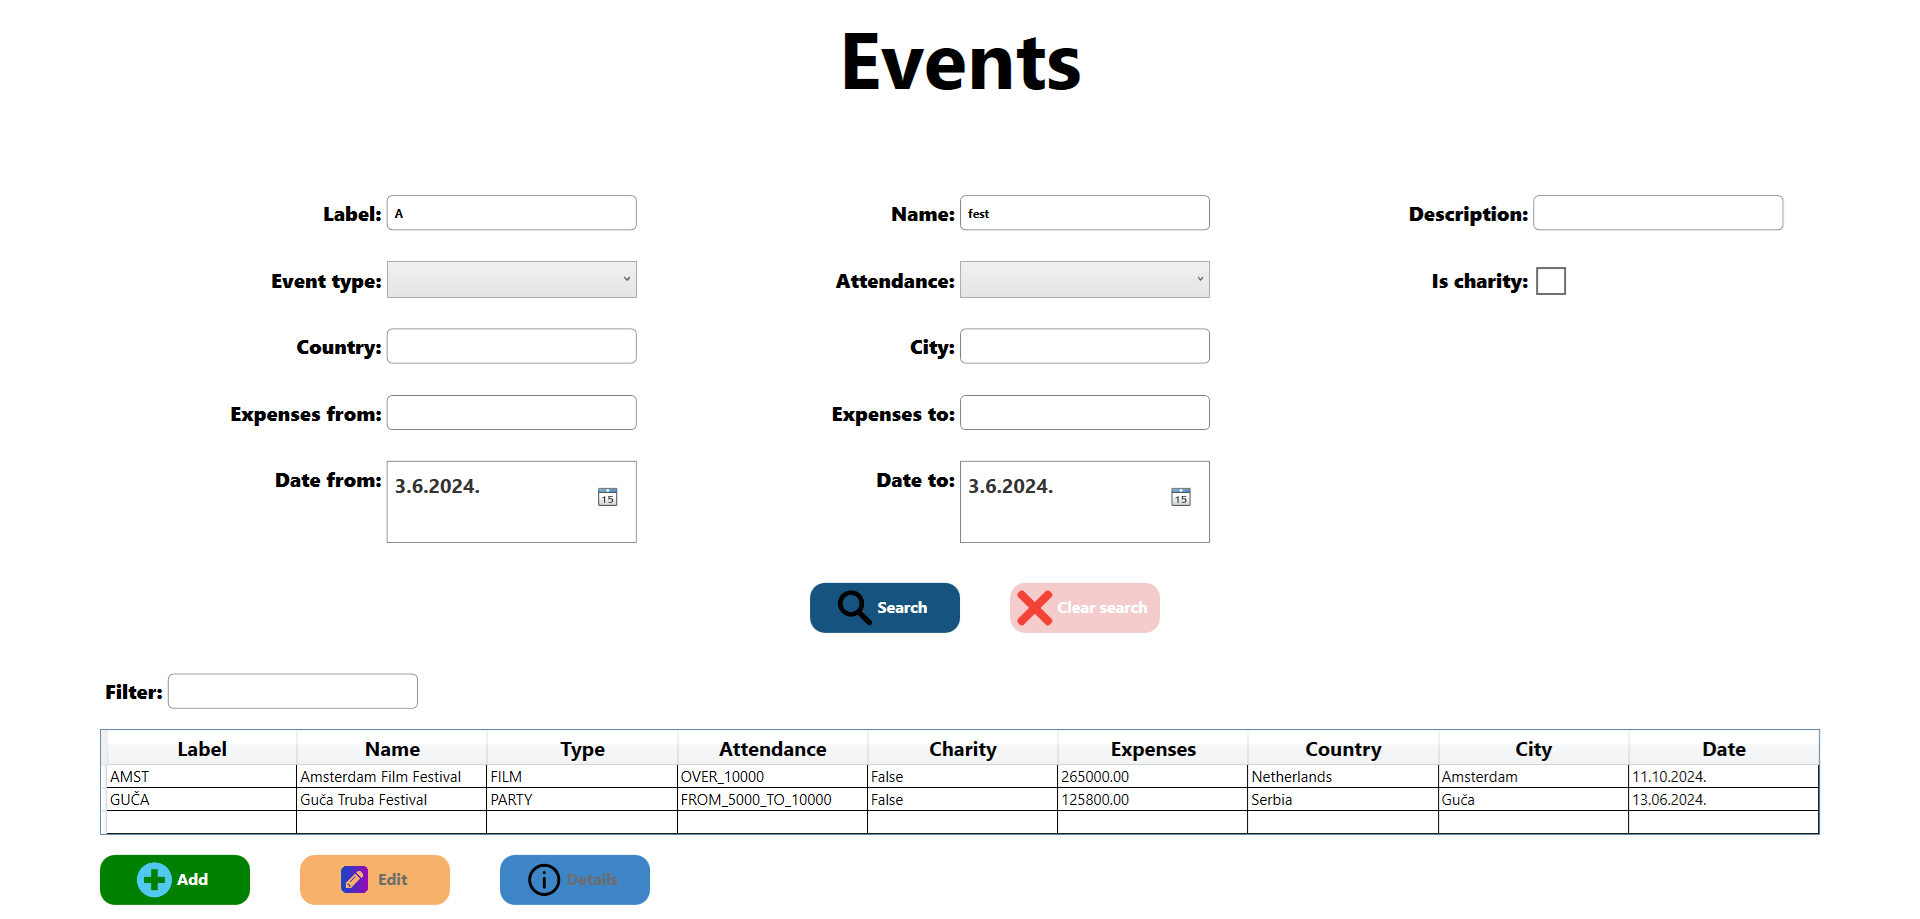 Events
Label: A Name: fest Description:
Event type: Attendance: Is charity:
Country: City:
Expenses from: Expenses to:
Date from: 3.6.2024. 15 Date to: 3.6.2024. 15
Search Clear search
Filter:
Label Name Type Attendance Charity Expenses Country City Date
AMST Amsterdam Film Festival FILM OVER_10000 False 265000.00 Netherlands Amsterdam 11.10.2024.
GUČA Guča Truba Festival PARTY FROM_5000_TO_10000 False 125800.00 Serbia Guča 13.06.2024.
Add Edit Details